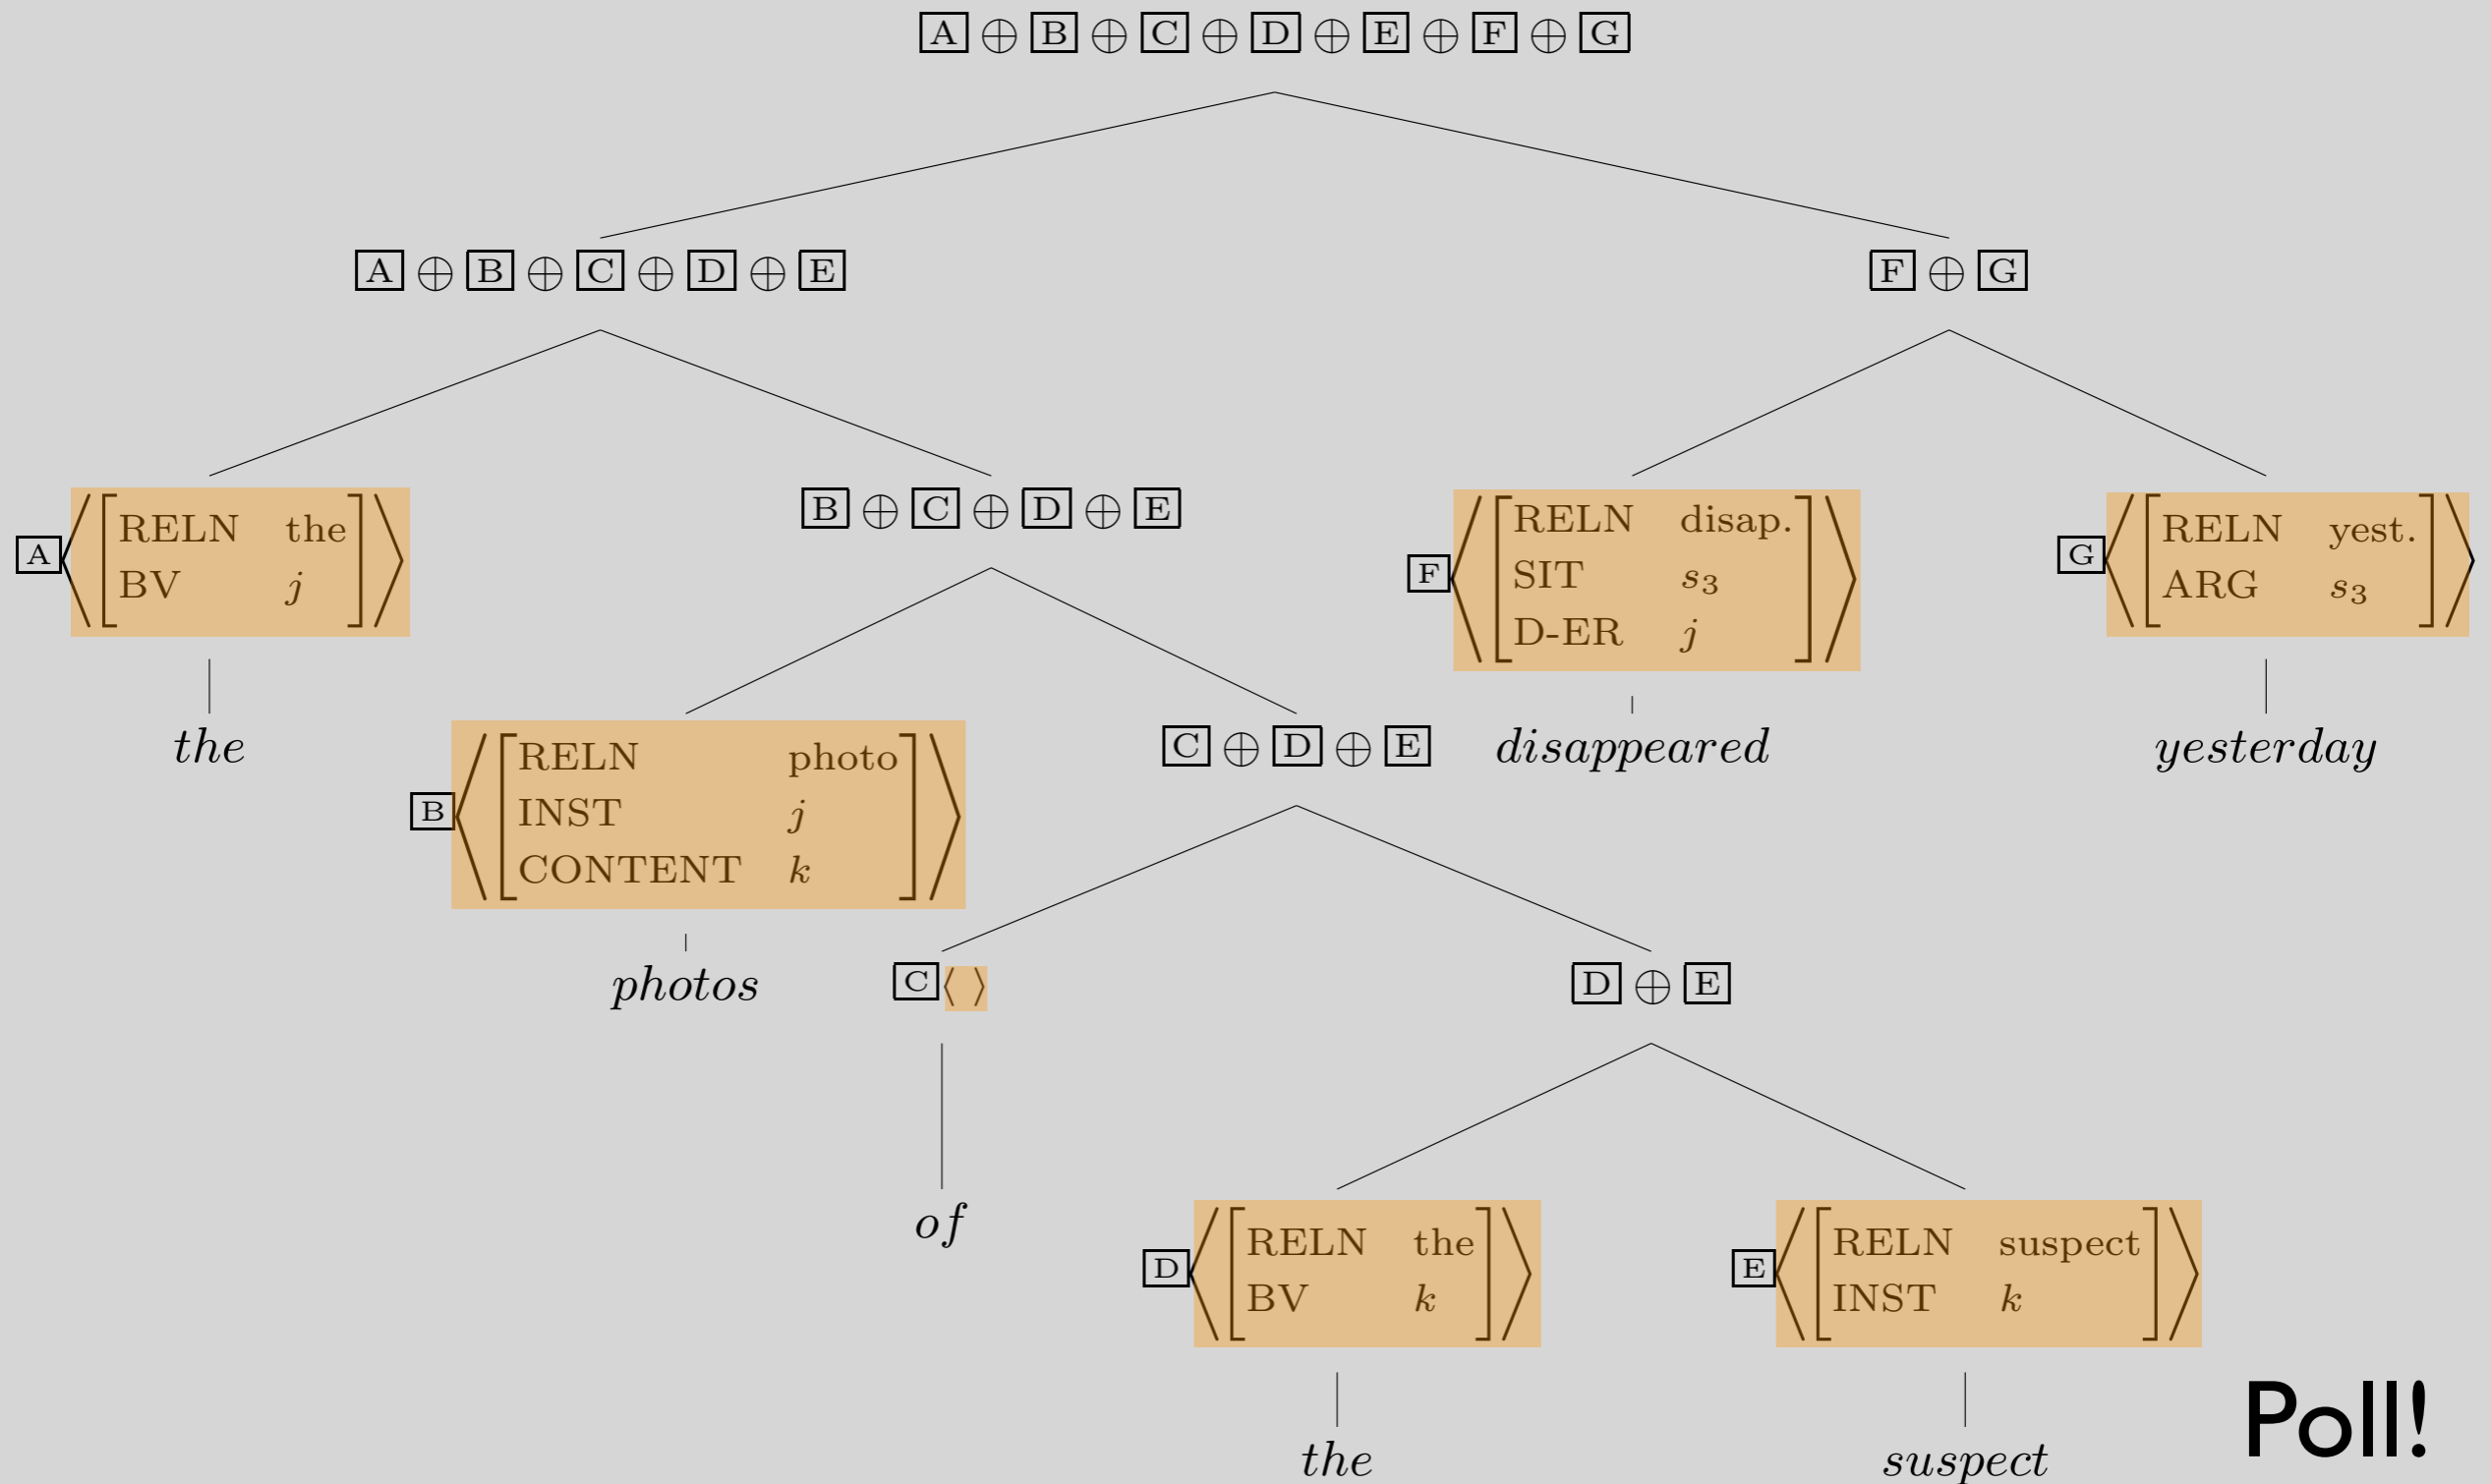 A ⊕ B ⊕ C ⊕ D ⊕ E ⊕ F ⊕ G
A ⊕ B ⊕ C ⊕ D ⊕ E
F ⊕ G
A ⟨[RELN the
BV j]⟩
the
B ⊕ C ⊕ D ⊕ E
F ⟨[RELN disap.
SIT s₃
D-ER j]⟩
disappeared
G ⟨[RELN yest.
ARG s₃]⟩
yesterday
B ⟨[RELN photo
INST j
CONTENT k]⟩
photos
C ⊕ D ⊕ E
C ⟨ ⟩
of
D ⊕ E
D ⟨[RELN the
BV k]⟩
the
E ⟨[RELN suspect
INST k]⟩
suspect
Poll!